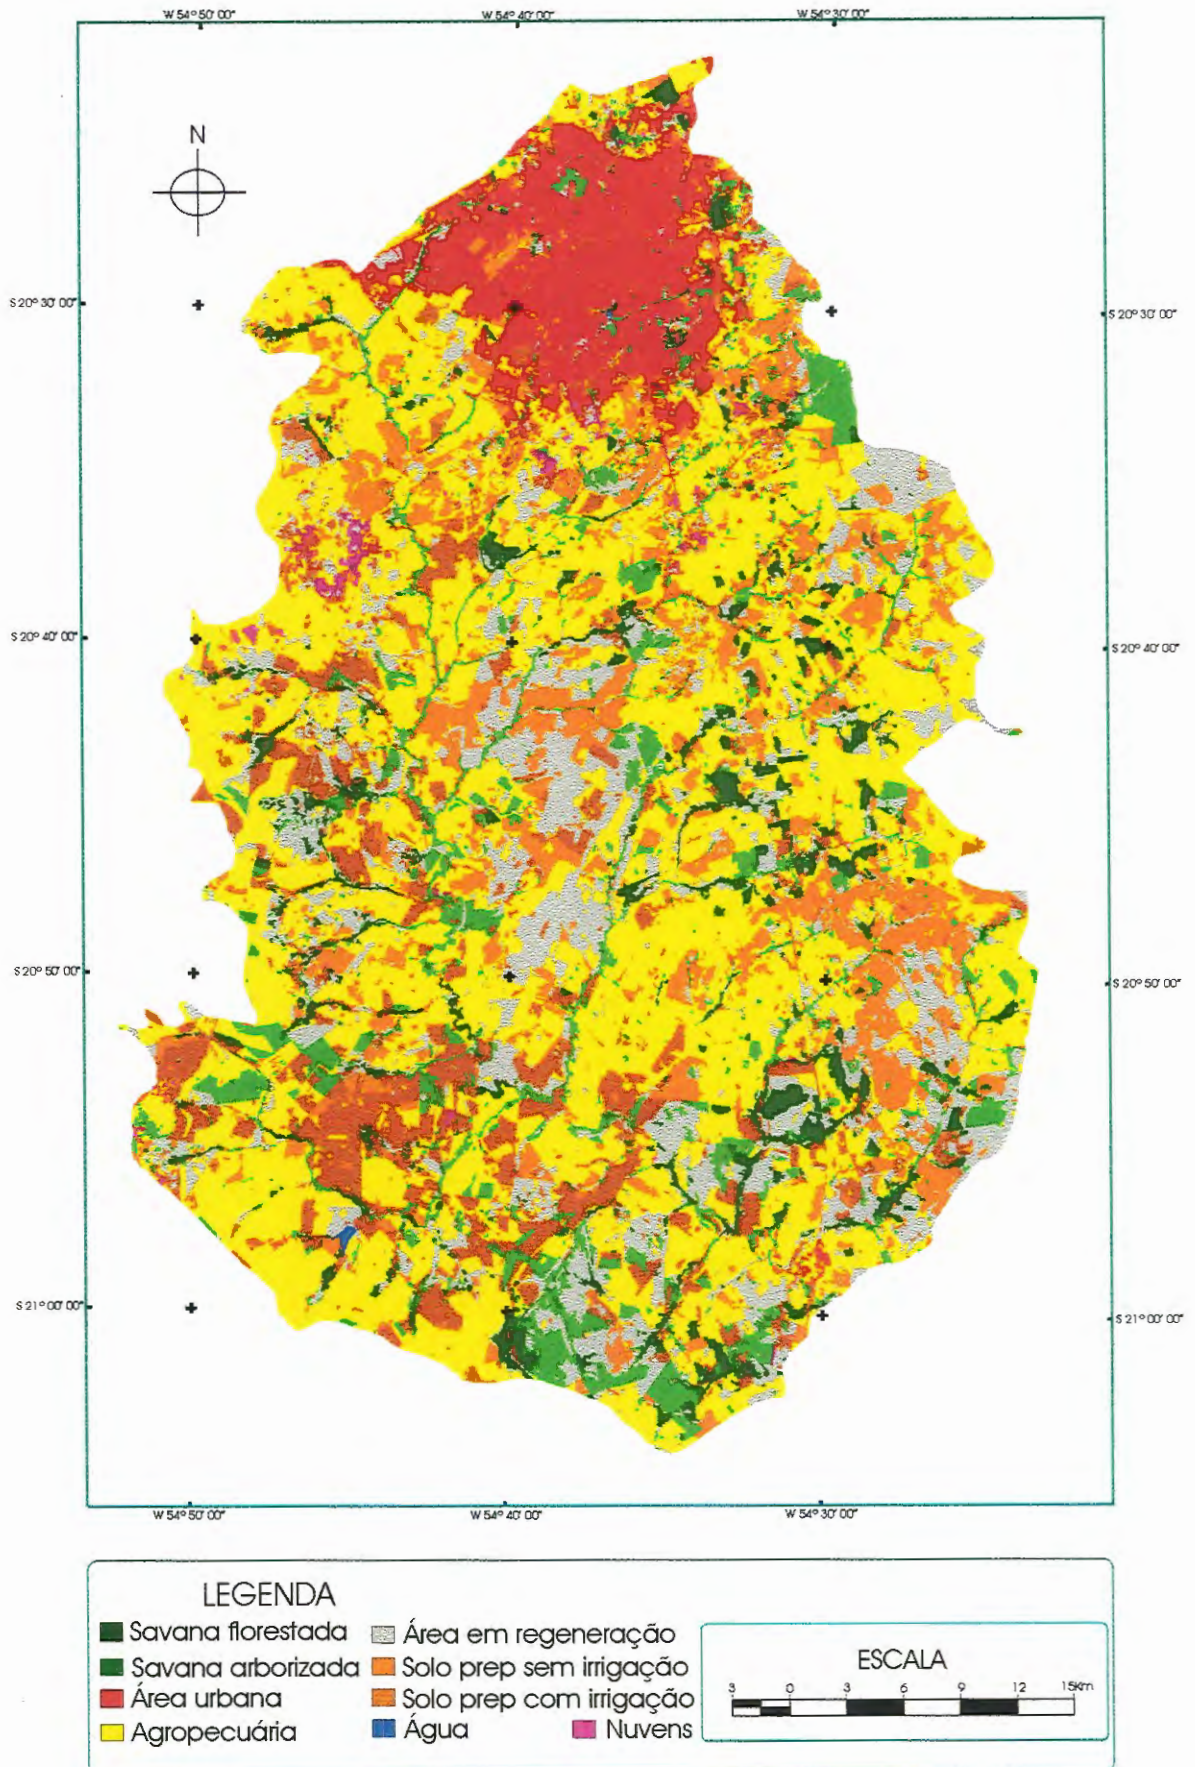 W 54° 50' 00" W 54° 40' 00" W 54° 30' 00"
N
S 20° 30' 00" S 20° 30' 00"
S 20° 40' 00" S 20° 40' 00"
S 20° 50' 00" S 20° 50' 00"
S 21° 00' 00" S 21° 00' 00"
W 54° 50' 00" W 54° 40' 00" W 54° 30' 00"
LEGENDA
Savana florestada
Savana arborizada
Área urbana
Agropecuária
Área em regeneração
Solo prep sem irrigação
Solo prep com irrigação
Água
Nuvens
ESCALA
3 0 3 6 9 12 15Km